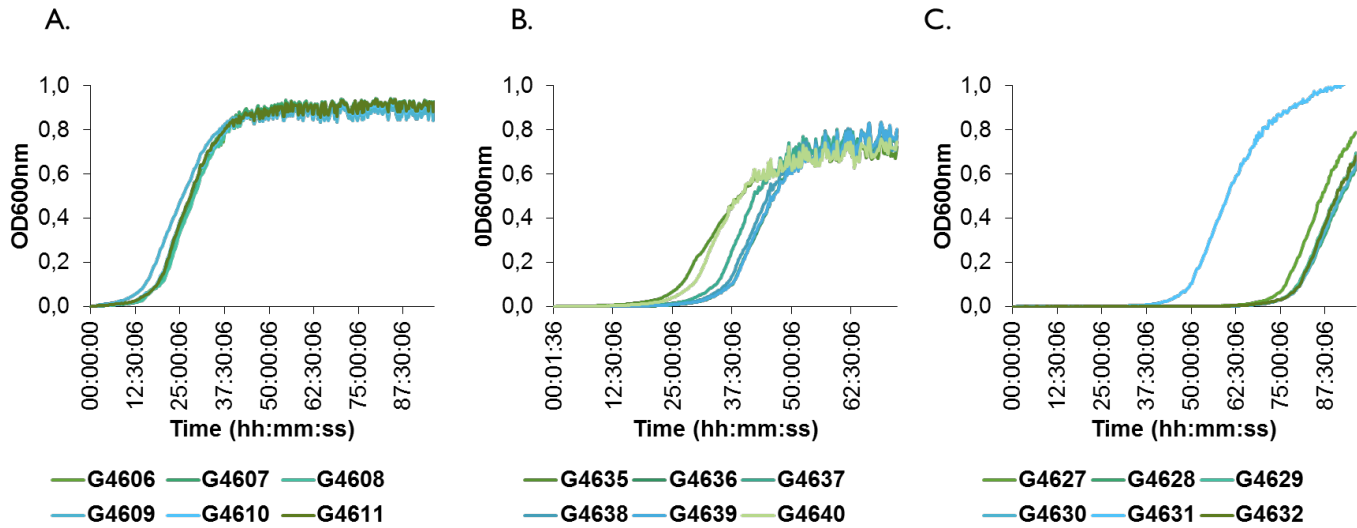 A.
B.
C.
1,0
0,8
0,6
0,4
0,2
0,0
OD600nm
00:00:00
12:30:06
25:00:06
37:30:06
50:00:06
62:30:06
75:00:06
87:30:06
Time (hh:mm:ss)
G4606 G4607 G4608
G4609 G4610 G4611
1,0
0,8
0,6
0,4
0,2
0,0
0D600nm
00:01:36
12:30:06
25:00:06
37:30:06
50:00:06
62:30:06
Time (hh:mm:ss)
G4635 G4636 G4637
G4638 G4639 G4640
1,0
0,8
0,6
0,4
0,2
0,0
OD600nm
00:00:00
12:30:06
25:00:06
37:30:06
50:00:06
62:30:06
75:00:06
87:30:06
Time (hh:mm:ss)
G4627 G4628 G4629
G4630 G4631 G4632